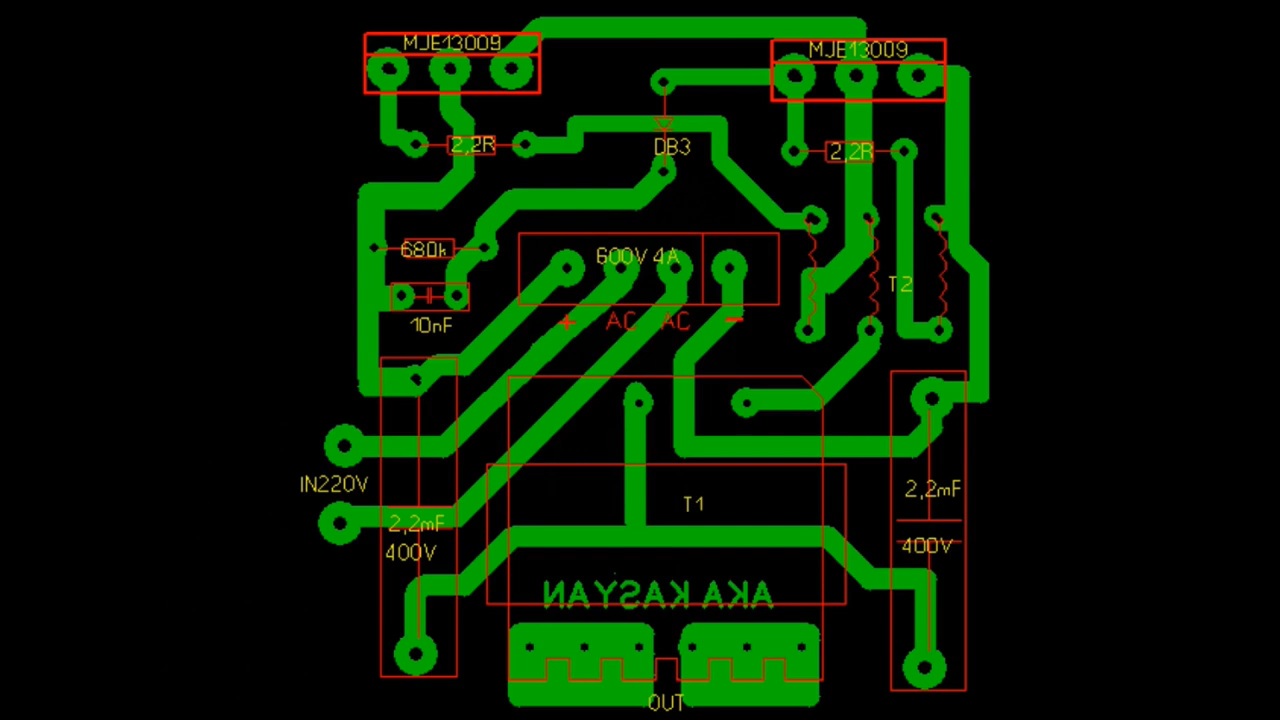 MJE13009
MJE13009
2,2R
DB3
2,2R
680k
600V 4A
T2
10nF
+ AC AC −
IN220V
2,2mF
400V
T1
2,2mF
400V
AKA KASYAN
OUT